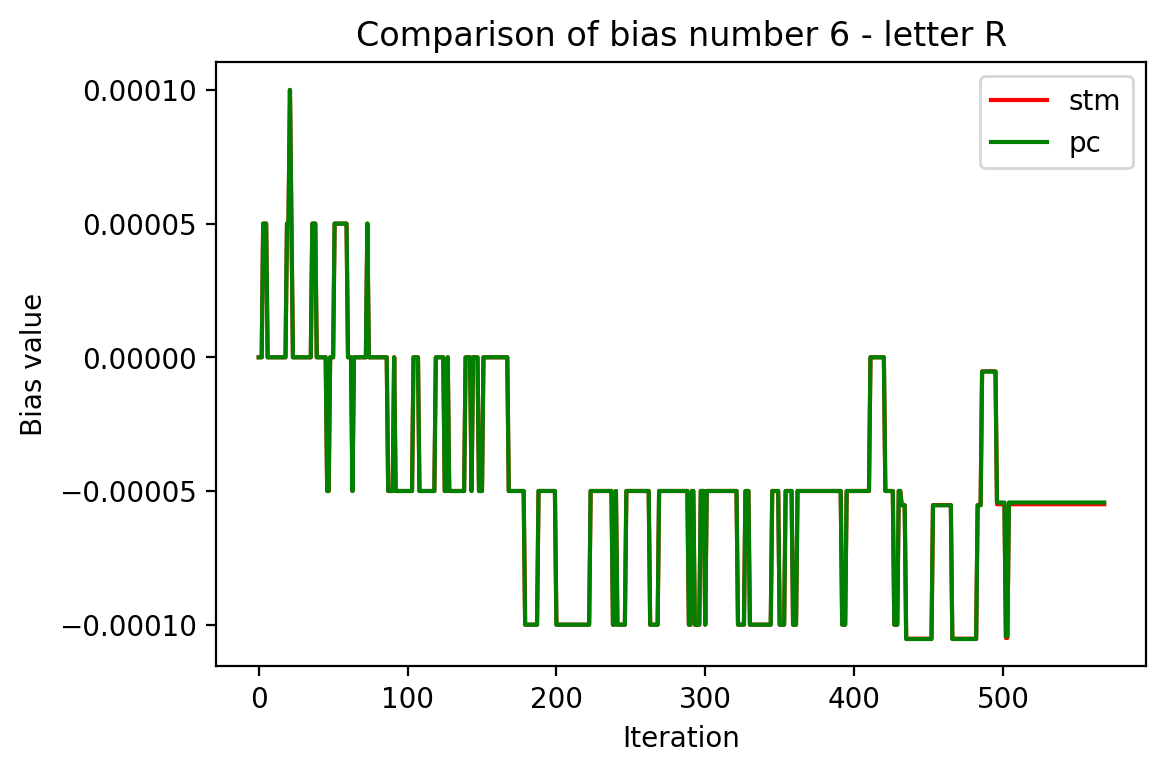 Comparison of bias number 6 - letter R
stm
pc
0.00010
0.00005
0.00000
−0.00005
−0.00010
Bias value
0
100
200
300
400
500
Iteration